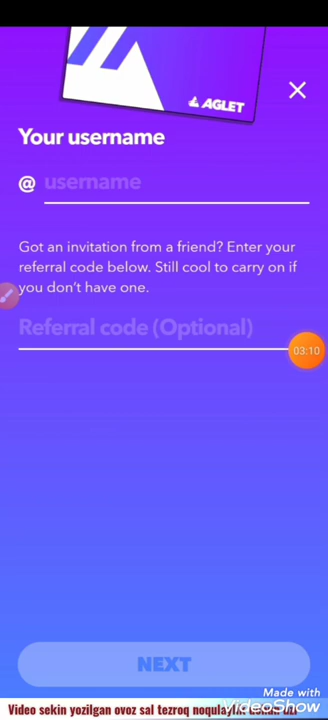 AGLET
Your username
@ username
Got an invitation from a friend? Enter your
referral code below. Still cool to carry on if
you don't have one.
Referral code (Optional)
03:10
NEXT
Made with
VideoShow
Video sekin yozilgan ovoz sal tezroq noqulaylik uchun uzr